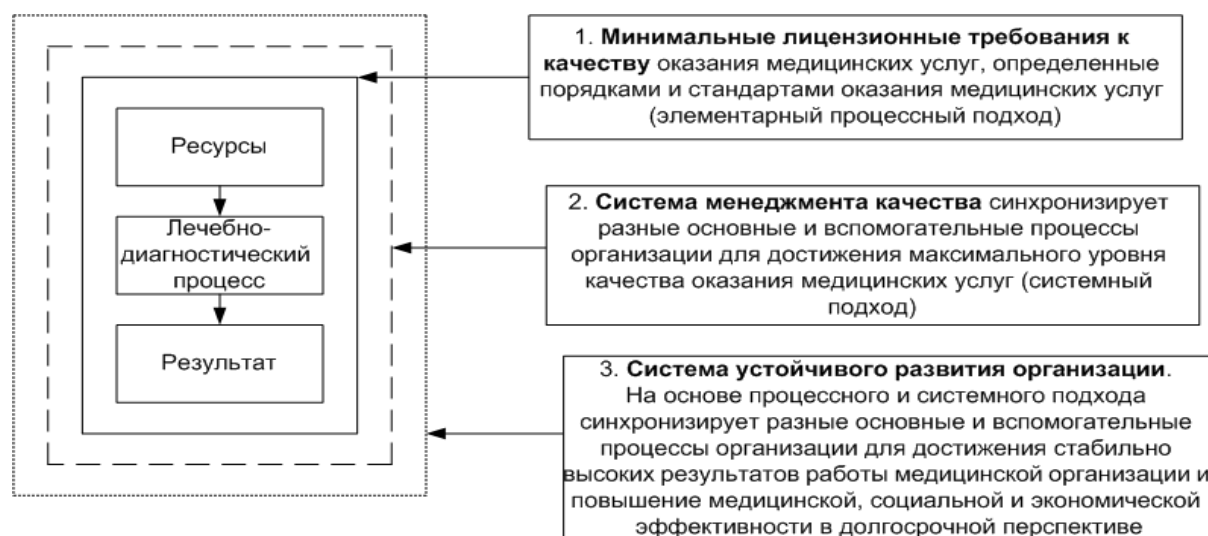 Ресурсы
Лечебно-
диагностический
процесс
Результат
1. Минимальные лицензионные требования к
качеству оказания медицинских услуг, определенные
порядками и стандартами оказания медицинских услуг
(элементарный процессный подход)
2. Система менеджмента качества синхронизирует
разные основные и вспомогательные процессы
организации для достижения максимального уровня
качества оказания медицинских услуг (системный
подход)
3. Система устойчивого развития организации.
На основе процессного и системного подхода
синхронизирует разные основные и вспомогательные
процессы организации для достижения стабильно
высоких результатов работы медицинской организации и
повышение медицинской, социальной и экономической
эффективности в долгосрочной перспективе